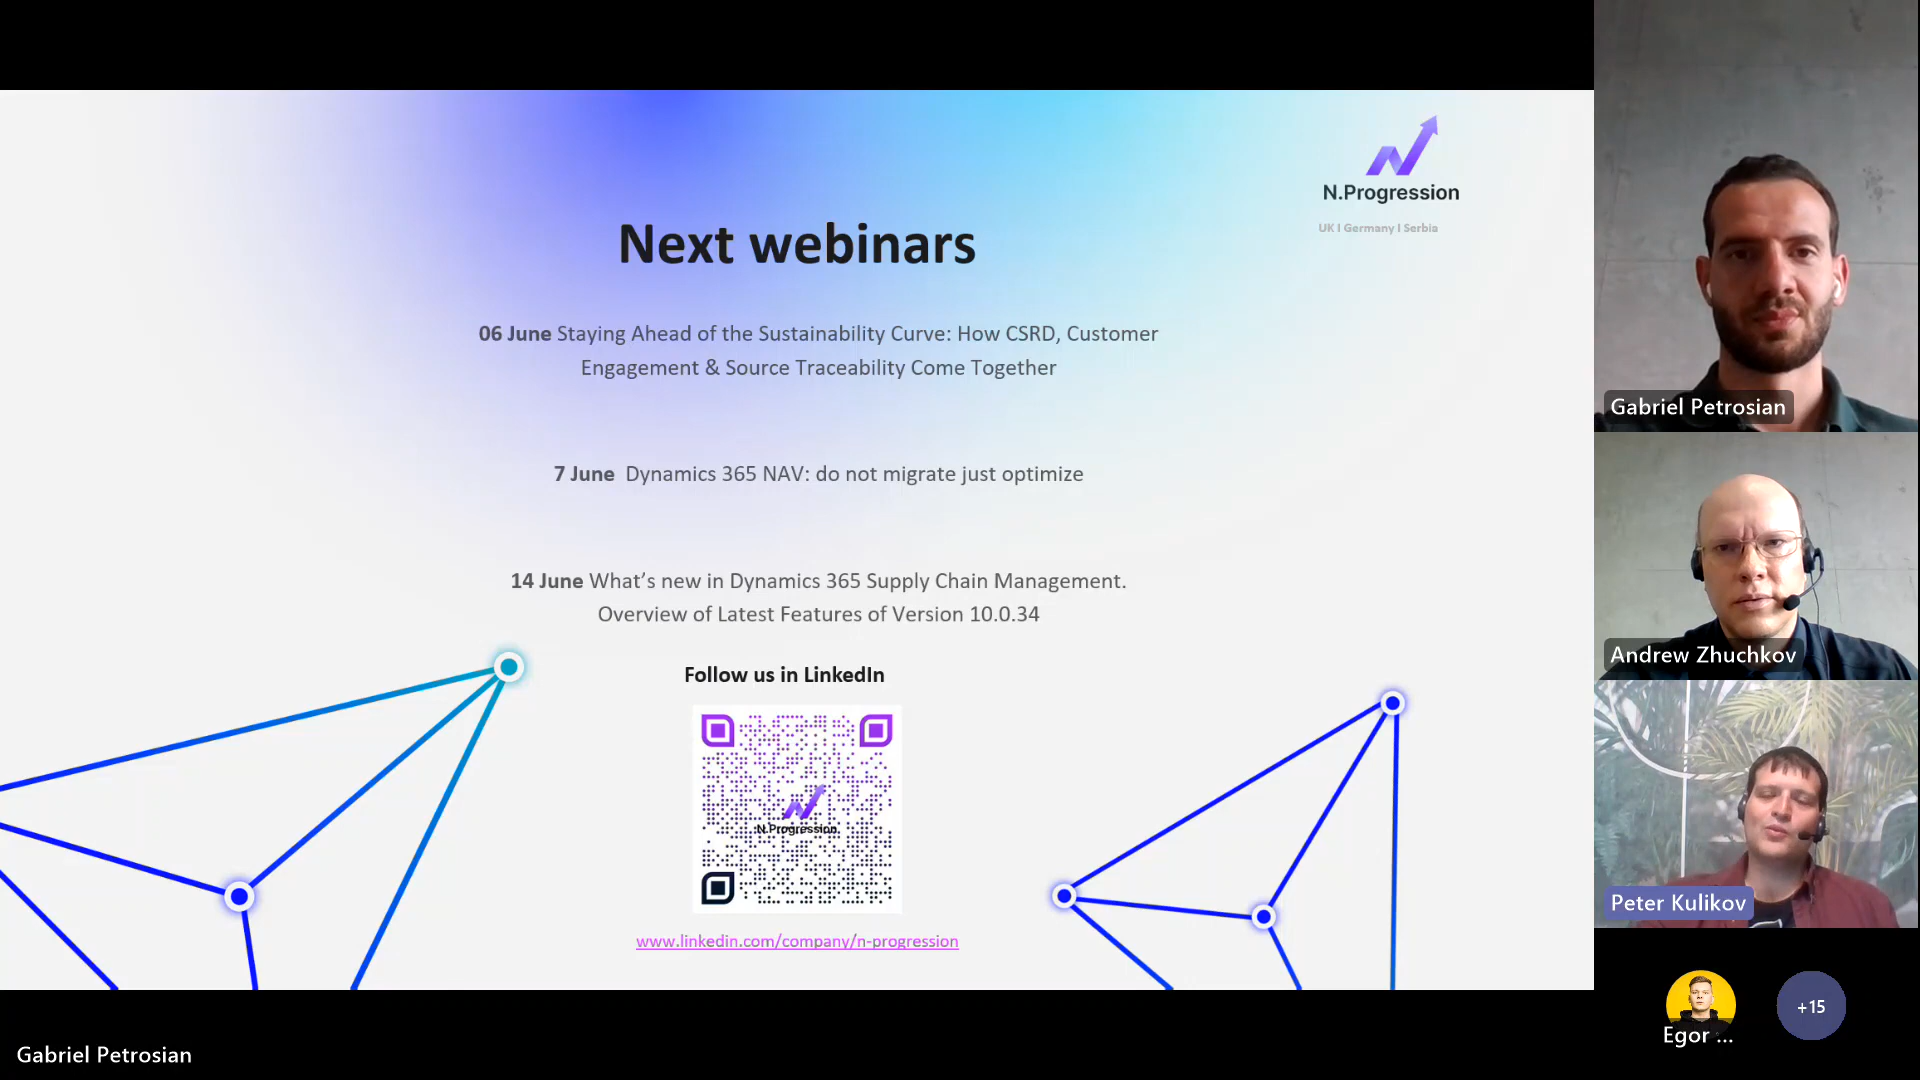 N.Progression
UK I Germany I Serbia
Next webinars
06 June Staying Ahead of the Sustainability Curve: How CSRD, Customer
Engagement & Source Traceability Come Together
7 June Dynamics 365 NAV: do not migrate just optimize
14 June What's new in Dynamics 365 Supply Chain Management.
Overview of Latest Features of Version 10.0.34
Follow us in LinkedIn
N.Progression
www.linkedin.com/company/n-progression
Gabriel Petrosian
Andrew Zhuchkov
Peter Kulikov
Egor ...
+15
Gabriel Petrosian